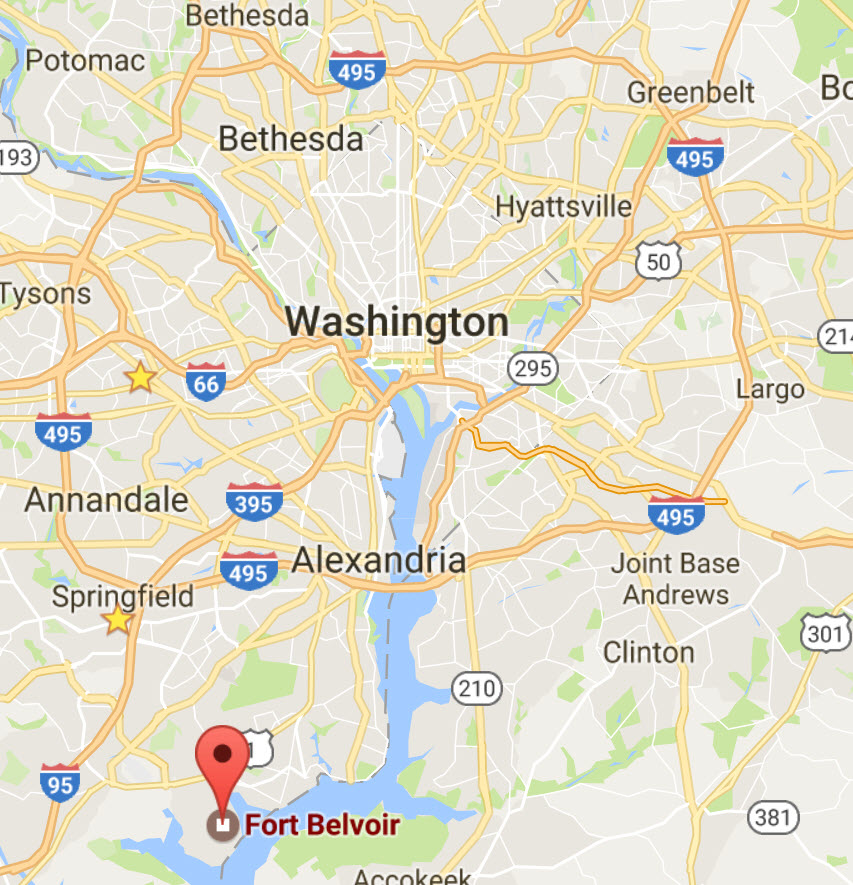 Bethesda
Potomac
495
Greenbelt
Bo
Bethesda
193
495
Hyattsville
50
Tysons
Washington
214
295
66
Largo
495
Annandale
395
495
Alexandria
495
Joint Base
Andrews
Springfield
301
Clinton
210
1
95
381
Fort Belvoir
Accokeek